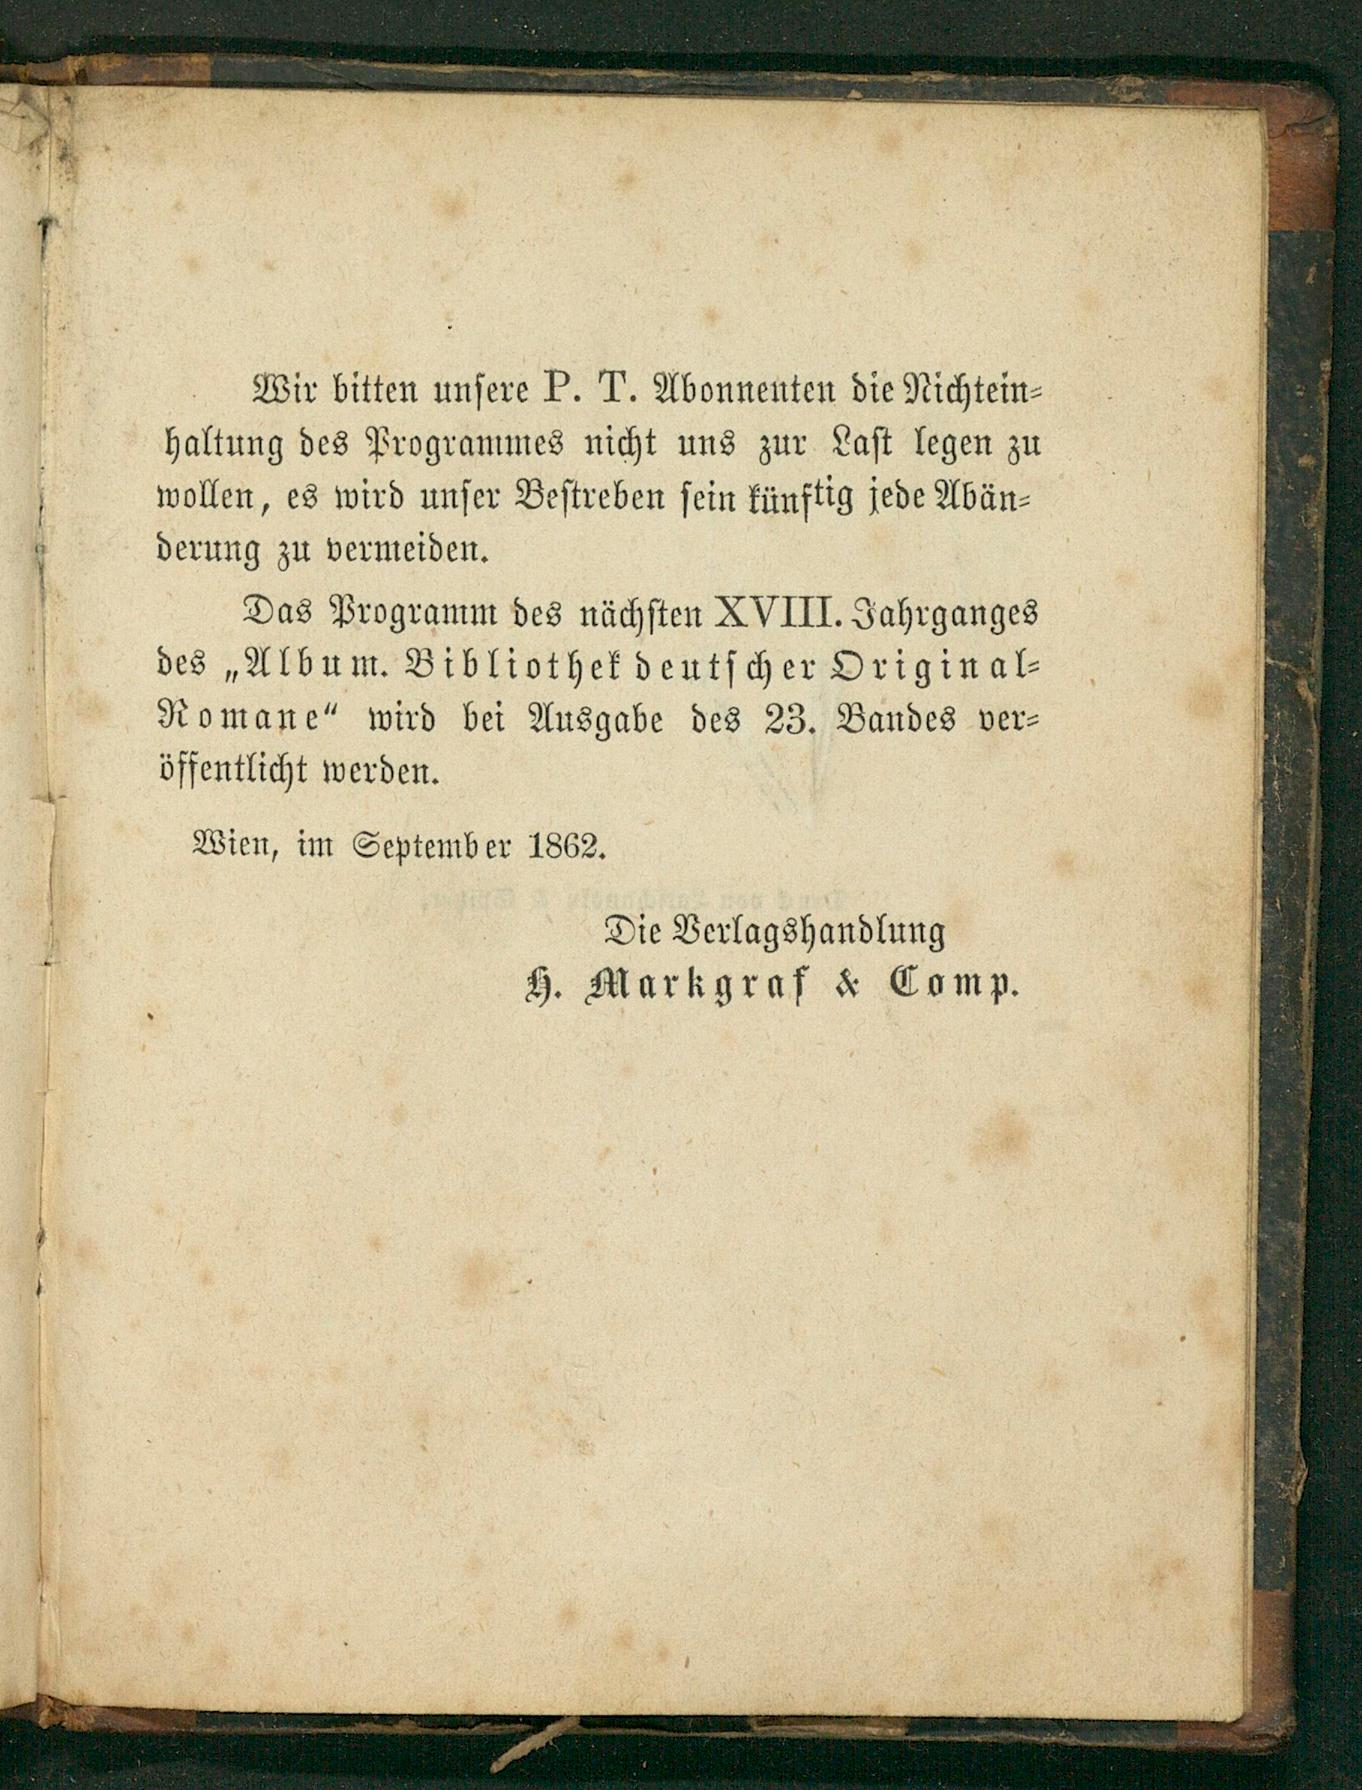 Wir bitten unsere P. T. Abonnenten die Nichtein-
haltung des Programmes nicht uns zur Last legen zu
wollen, es wird unser Bestreben sein künftig jede Abän-
derung zu vermeiden.
Das Programm des nächsten XVIII. Jahrganges
des „Album. Bibliothek deutscher Original-
Romane“ wird bei Ausgabe des 23. Bandes ver-
öffentlicht werden.
Wien, im September 1862.
Die Verlagshandlung
H. Markgraf & Comp.